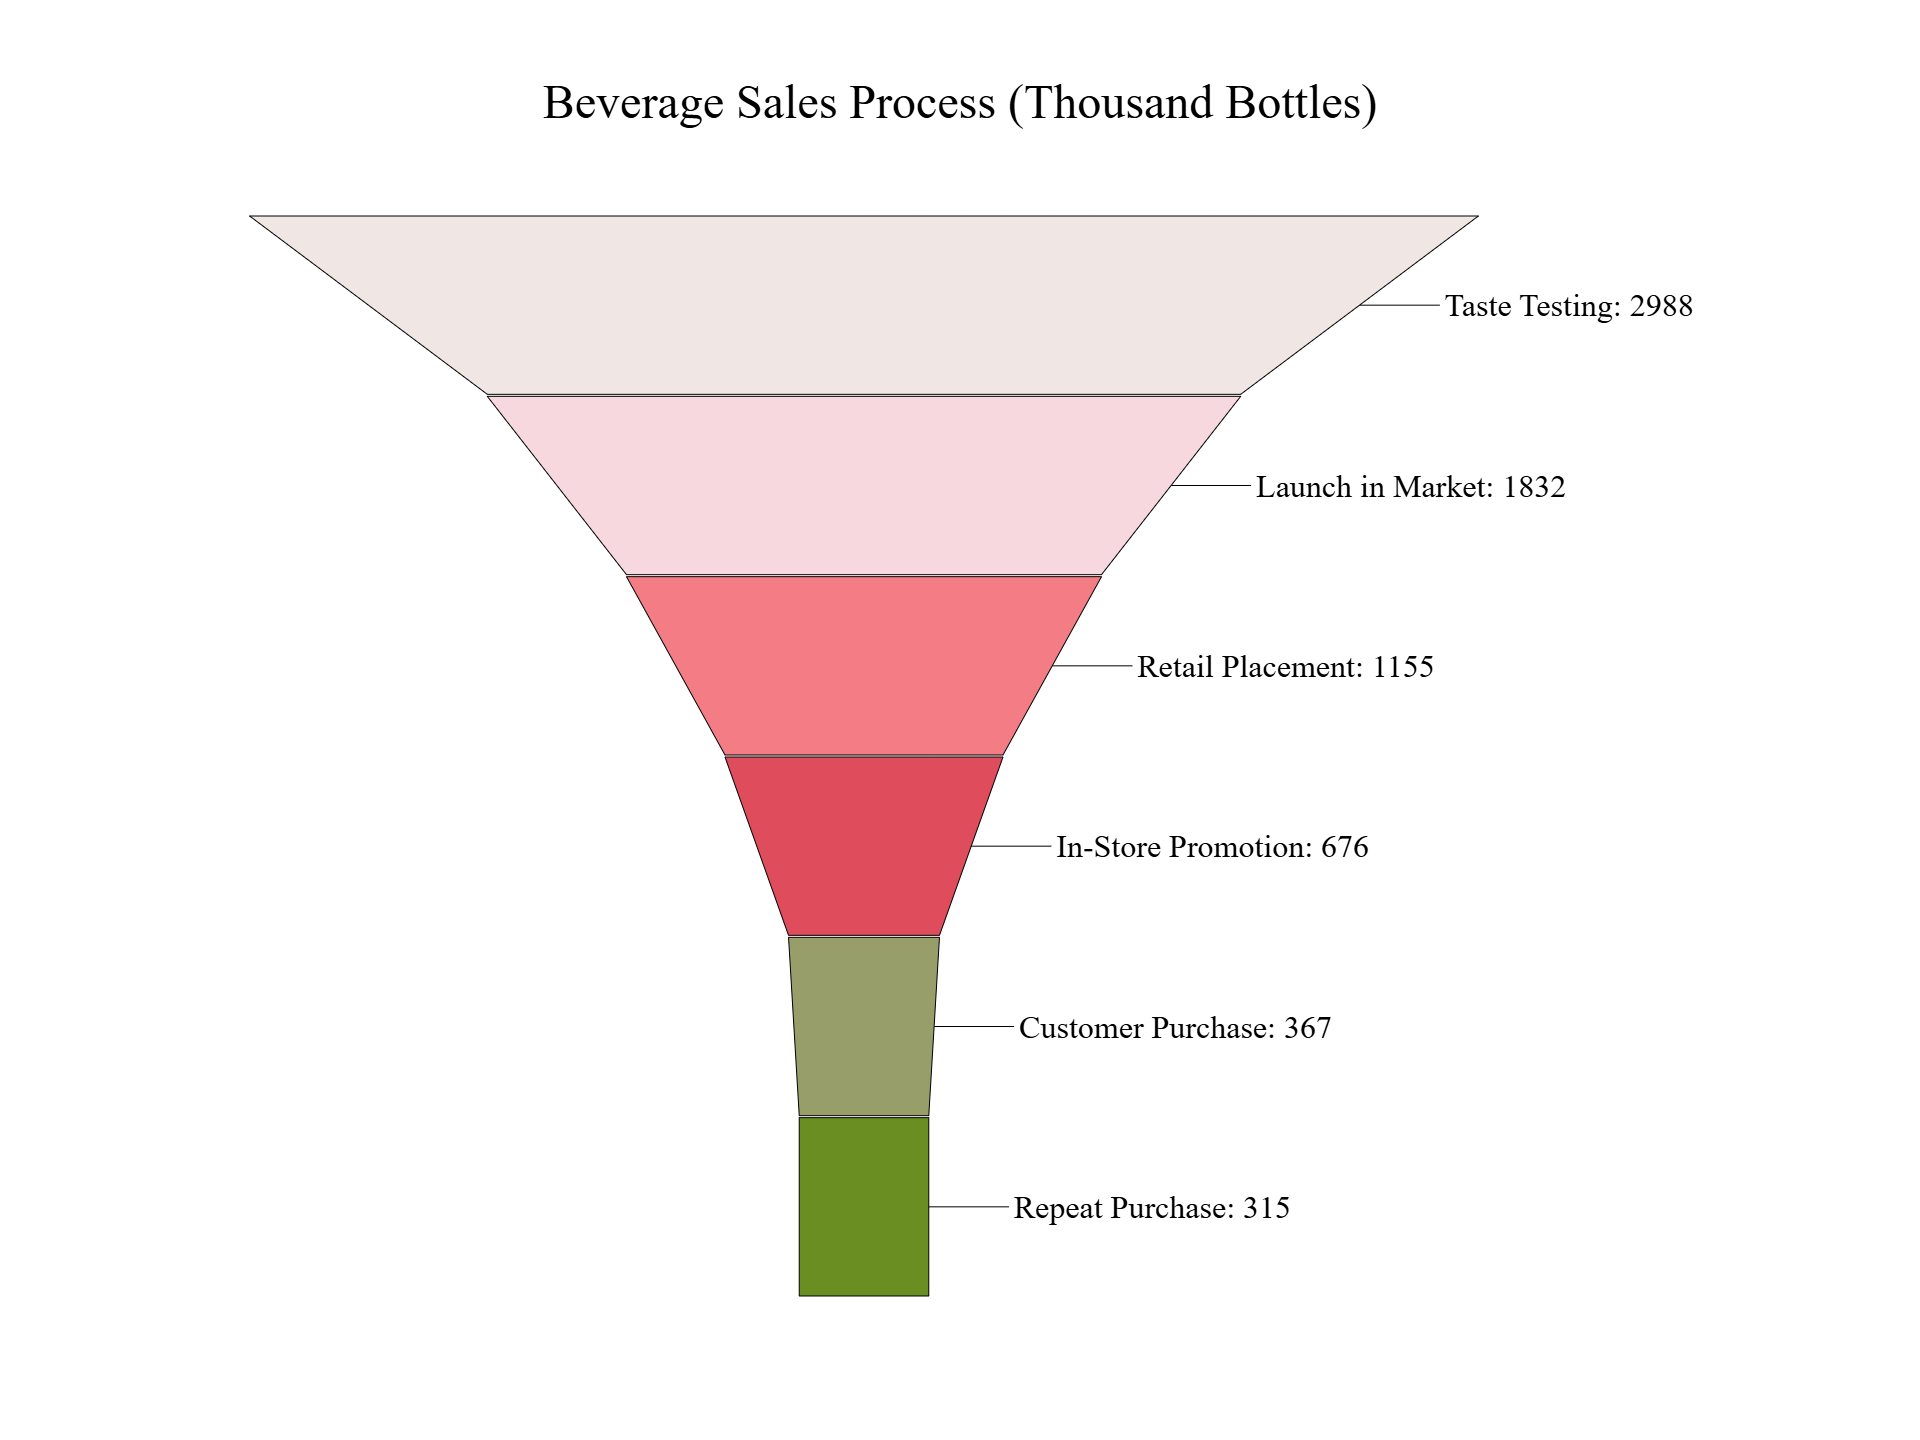 Beverage Sales Process (Thousand Bottles)
Taste Testing: 2988
Launch in Market: 1832
Retail Placement: 1155
In-Store Promotion: 676
Customer Purchase: 367
Repeat Purchase: 315